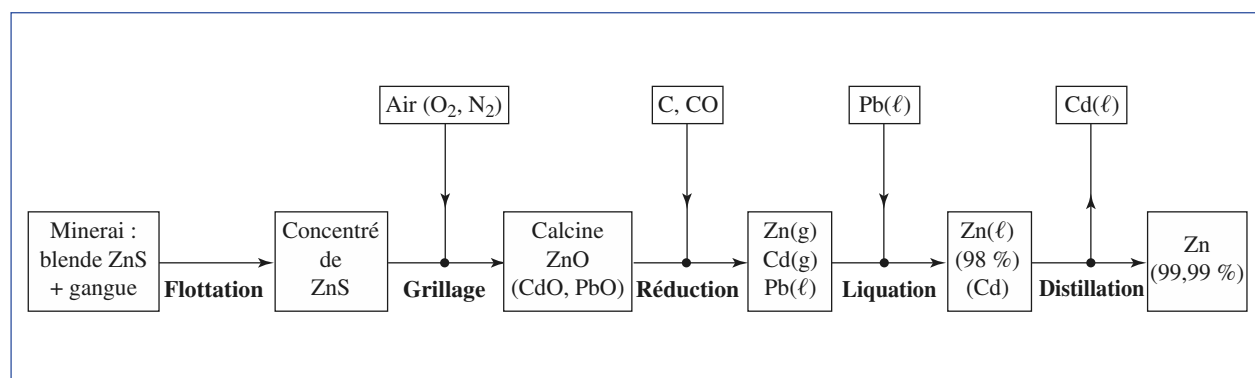 Air (O2, N2)
C, CO
Pb(ℓ)
Cd(ℓ)
Minerai :
blende ZnS
+ gangue
Flottation
Concentré
de
ZnS
Grillage
Calcine
ZnO
(CdO, PbO)
Réduction
Zn(g)
Cd(g)
Pb(ℓ)
Liquation
Zn(ℓ)
(98 %)
(Cd)
Distillation
Zn
(99,99 %)